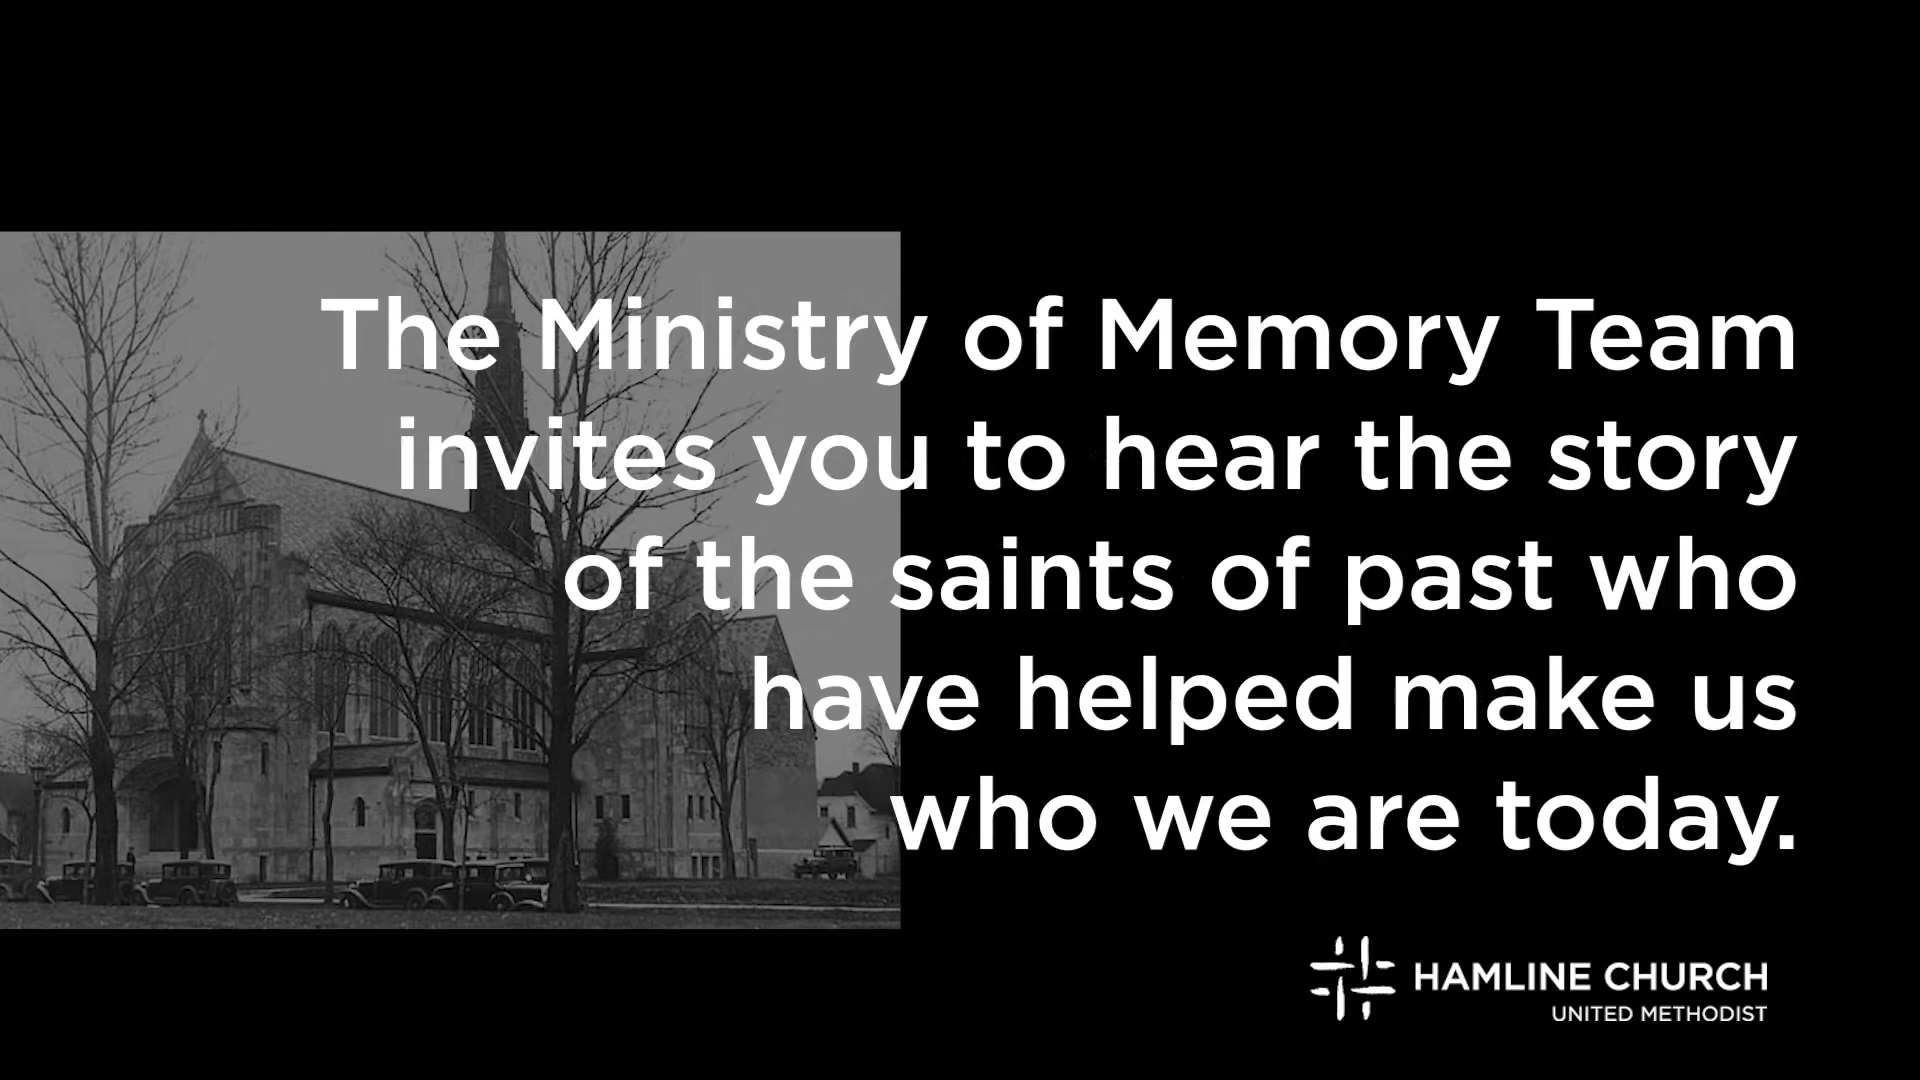 The Ministry of Memory Team
invites you to hear the story
of the saints of past who
have helped make us
who we are today.
HAMLINE CHURCH
UNITED METHODIST